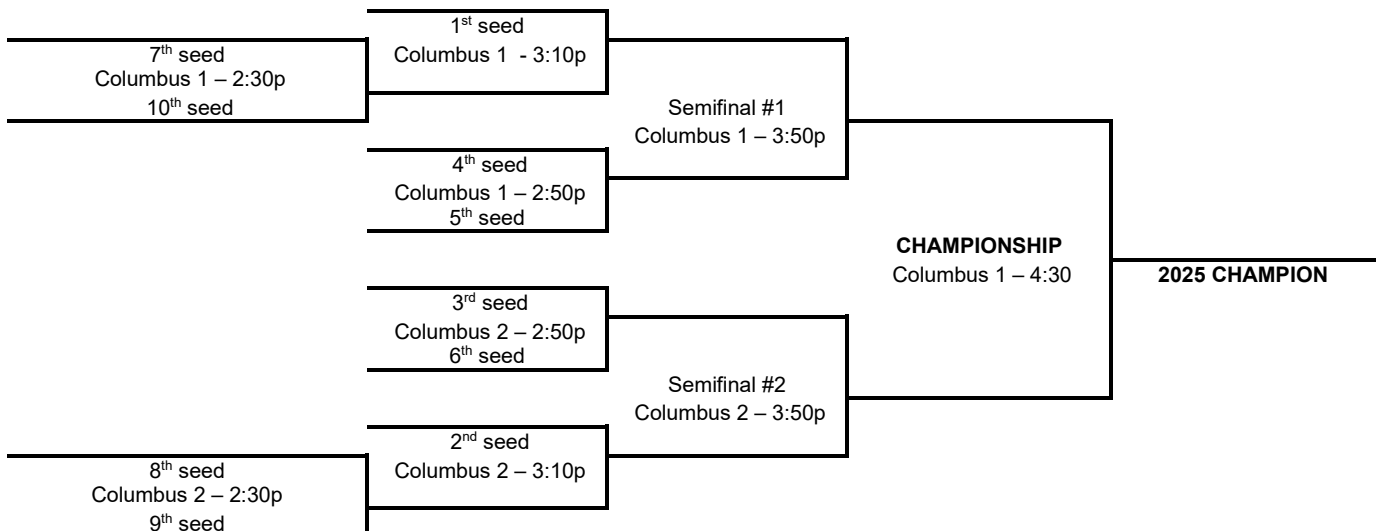 1st seed
Columbus 1  - 3:10p
7th seed
Columbus 1 – 2:30p
10th seed
Semifinal #1
Columbus 1 – 3:50p
4th seed
Columbus 1 – 2:50p
5th seed
CHAMPIONSHIP
Columbus 1 – 4:30
2025 CHAMPION
3rd seed
Columbus 2 – 2:50p
6th seed
Semifinal #2
Columbus 2 – 3:50p
2nd seed
Columbus 2 – 3:10p
8th seed
Columbus 2 – 2:30p
9th seed